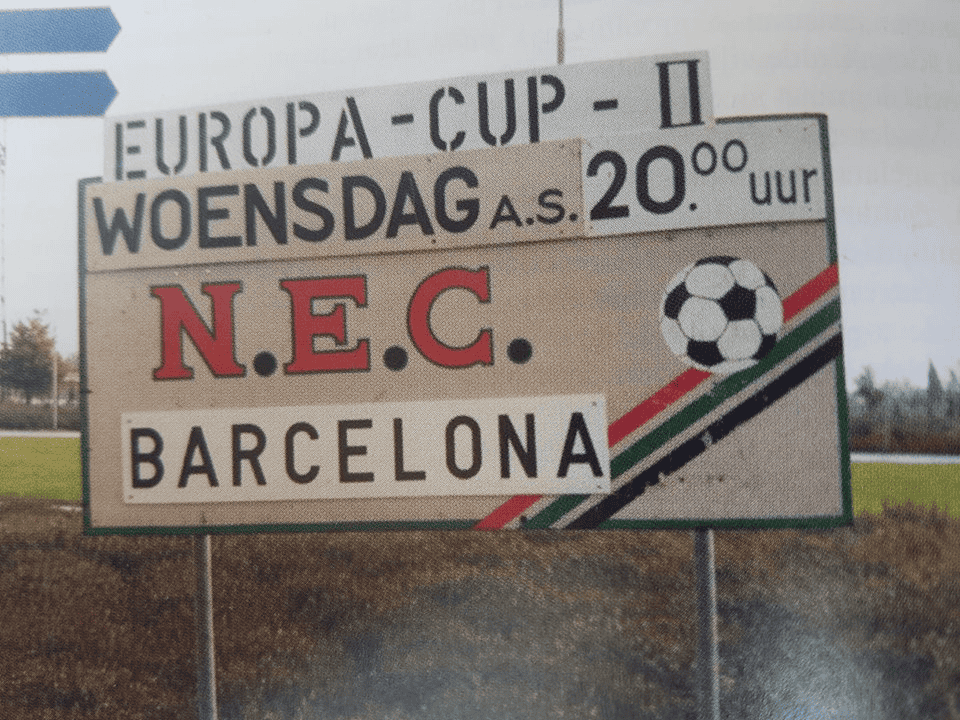 EUROPA - CUP - II
WOENSDAG A.S. 20.00 uur
N.E.C.
BARCELONA